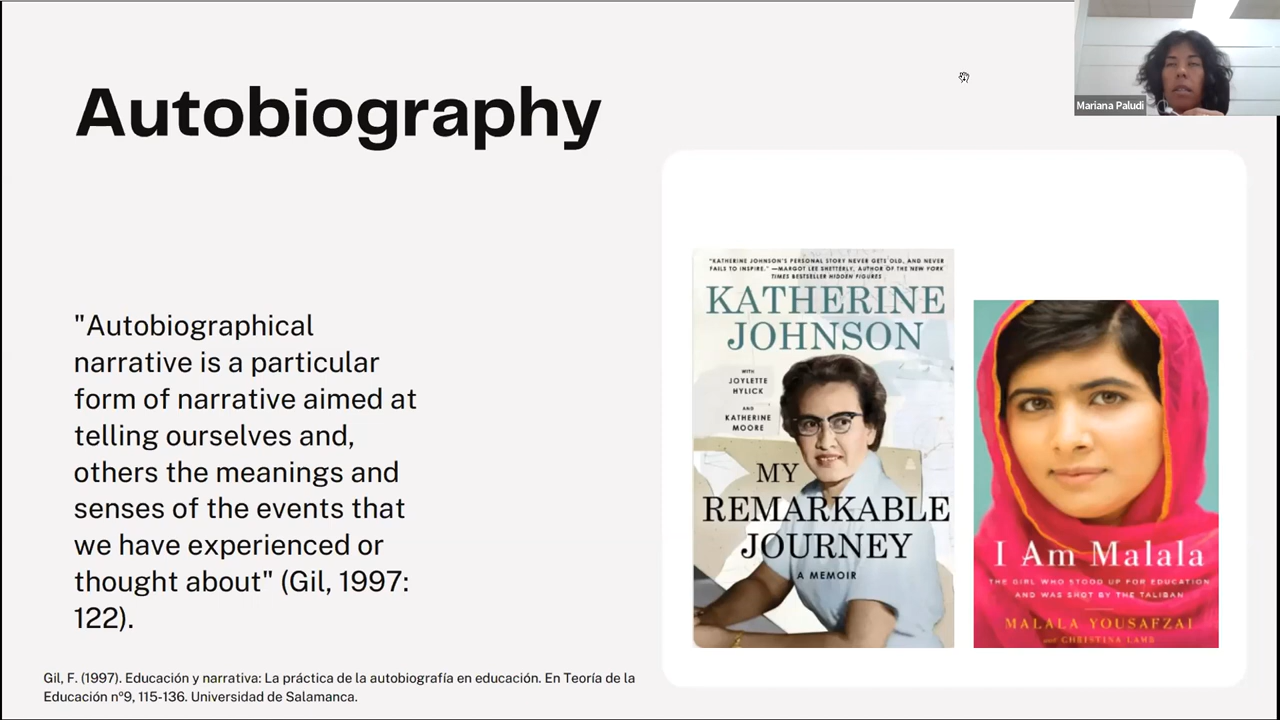 Autobiography
Mariana Paludi
"Autobiographical
narrative is a particular
form of narrative aimed at
telling ourselves and,
others the meanings and
senses of the events that
we have experienced or
thought about" (Gil, 1997:
122).
Gil, F. (1997). Educación y narrativa: La práctica de la autobiografía en educación. En Teoría de la
Educación nº9, 115-136. Universidad de Salamanca.
"KATHERINE JOHNSON'S PERSONAL STORY NEVER GETS OLD, AND NEVER
FAILS TO INSPIRE." —MARGOT LEE SHETTERLY, AUTHOR OF THE NEW YORK
TIMES BESTSELLER HIDDEN FIGURES
KATHERINE
JOHNSON
WITH
JOYLETTE
HYLICK
AND
KATHERINE
MOORE
MY
REMARKABLE
JOURNEY
A MEMOIR
I Am Malala
THE GIRL WHO STOOD UP FOR EDUCATION
AND WAS SHOT BY THE TALIBAN
MALALA YOUSAFZAI
and CHRISTINA LAMB